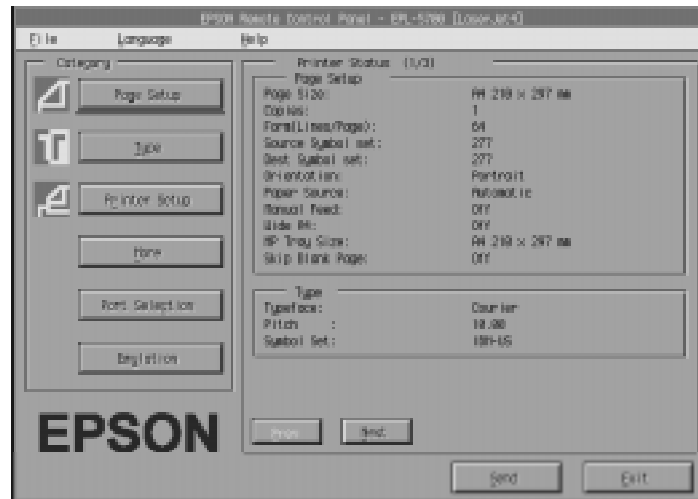 EPSON Remote Control Panel - EPL-5700 [LaserJet4]
File Language Help
Category
Page Setup
Type
Printer Setup
More
Port Selection
Emulation
EPSON
Printer Status (1/3)
Page Setup
Page Size: A4 210 x 297 mm
Copies: 1
Form(Lines/Page): 64
Source Symbol set: 277
Dest Symbol set: 277
Orientation: Portrait
Paper Source: Automatic
Manual Feed: Off
Wide A4: Off
MP Tray Size: A4 210 x 297 mm
Skip Blank Page: Off
Type
Typeface: Courier
Pitch : 10.00
Symbol Set: IBM-US
Prev Next
Send Exit